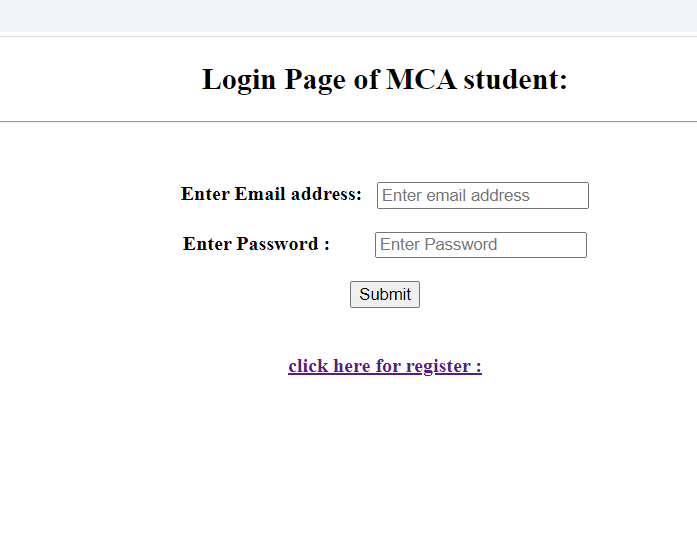 Login Page of MCA student:
Enter Email address: Enter email address
Enter Password : Enter Password
Submit
click here for register :